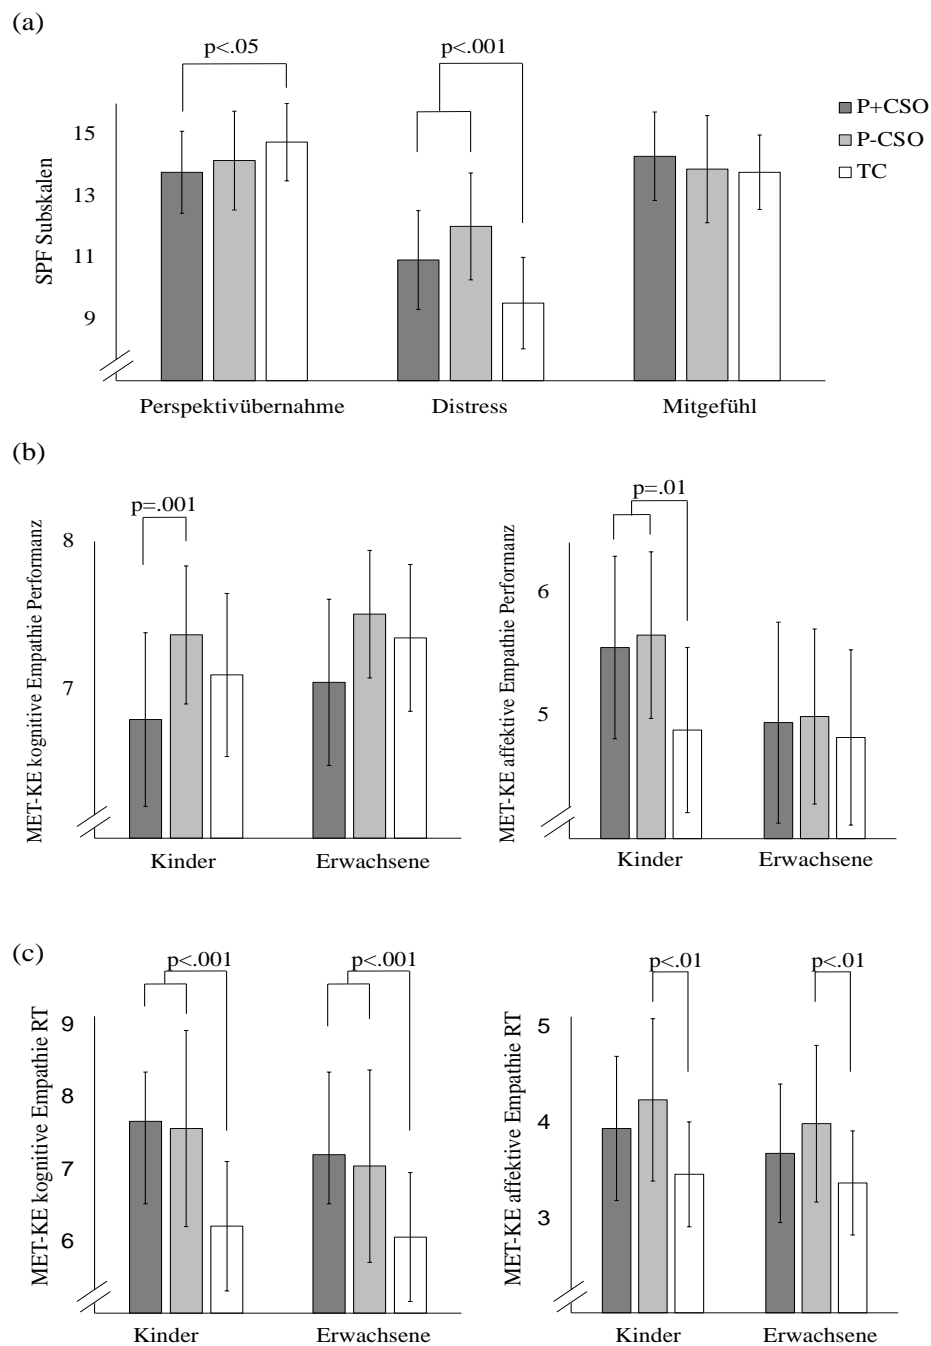 (a)
p<.05
p<.001
P+CSO
P-CSO
TC
SPF Subskalen
15
13
11
9
Perspektivübernahme
Distress
Mitgefühl
(b)
MET-KE kognitive Empathie Performanz
8
7
p=.001
Kinder
Erwachsene
MET-KE affektive Empathie Performanz
6
5
p=.01
Kinder
Erwachsene
(c)
MET-KE kognitive Empathie RT
9
8
7
6
p<.001
p<.001
Kinder
Erwachsene
MET-KE affektive Empathie RT
5
4
3
p<.01
p<.01
Kinder
Erwachsene